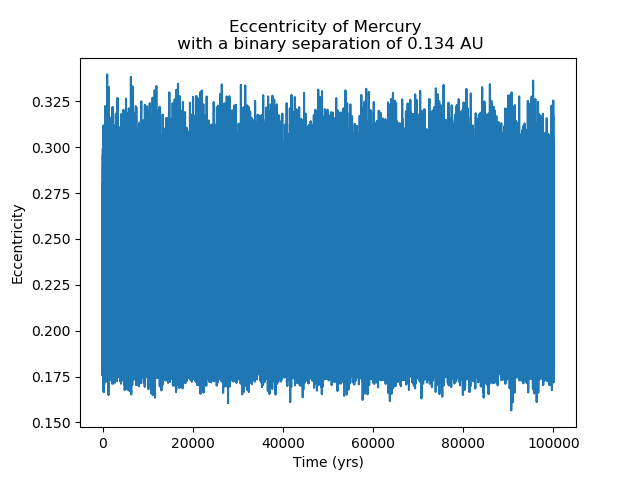 Eccentricity of Mercury
with a binary separation of 0.134 AU
0.325
0.300
0.275
0.250
0.225
0.200
0.175
0.150
Eccentricity
0 20000 40000 60000 80000 100000
Time (yrs)